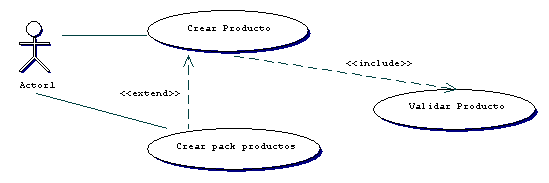 Crear Producto
<<include>>
Actor1
<<extend>>
Validar Producto
Crear pack productos